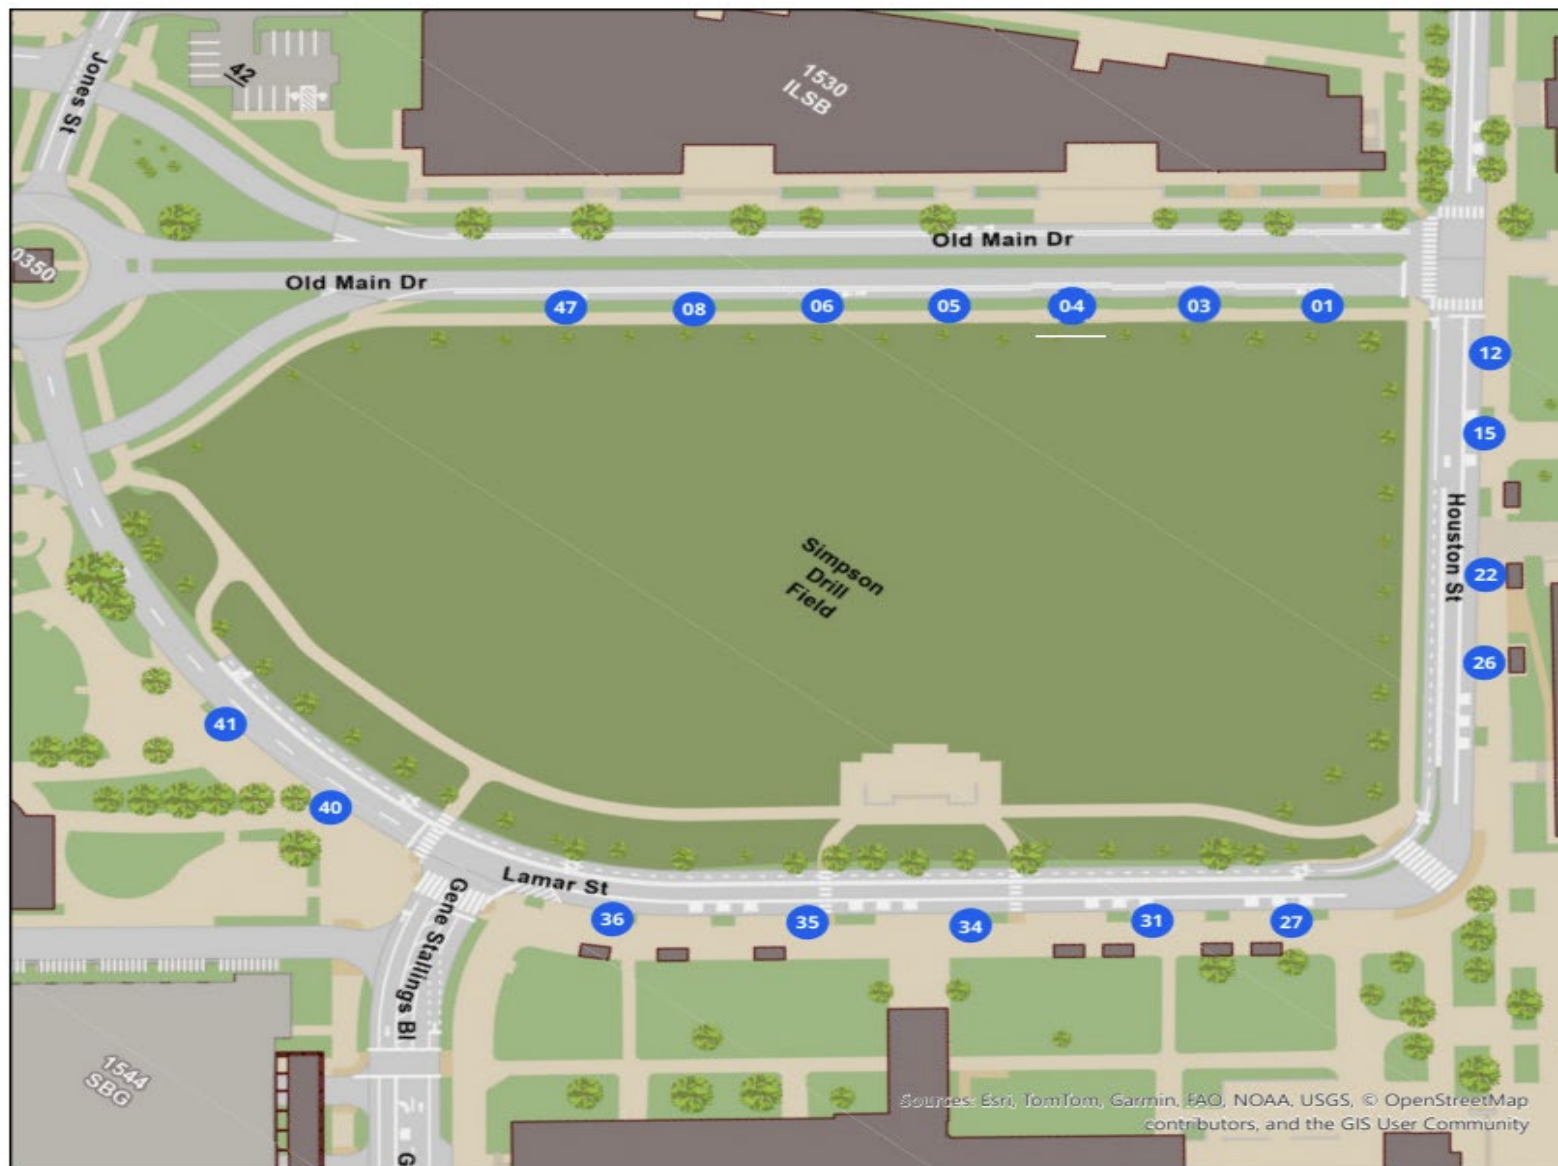 Jones St
42
1530
ILSB
0350
Old Main Dr
Old Main Dr
47
08
06
05
04
03
01
12
15
Houston St
22
26
Simpson
Drill
Field
41
40
Lamar St
Gene Stallings Bl
36
35
34
31
27
1544
SBG
G
Sources: Esri, TomTom, Garmin, FAO, NOAA, USGS, © OpenStreetMap
contributors, and the GIS User Community